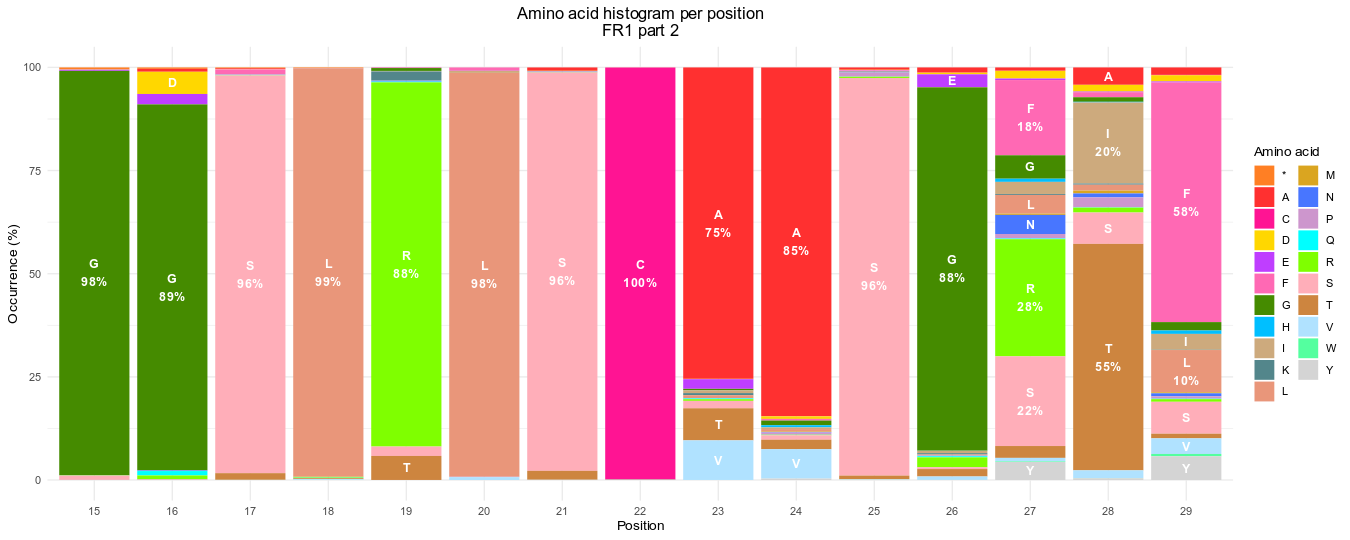 Amino acid histogram per position
FR1 part 2
Occurrence (%)
100
75
50
25
0
G
98%
D
G
89%
S
96%
L
99%
R
88%
T
L
98%
S
96%
C
100%
A
75%
T
V
A
85%
V
S
96%
E
G
88%
F
18%
G
L
N
R
28%
S
22%
Y
A
I
20%
S
T
55%
F
58%
I
L
10%
S
V
Y
15 16 17 18 19 20 21 22 23 24 25 26 27 28 29
Position
Amino acid
* M
A N
C P
D Q
E R
F S
G T
H V
I W
K Y
L